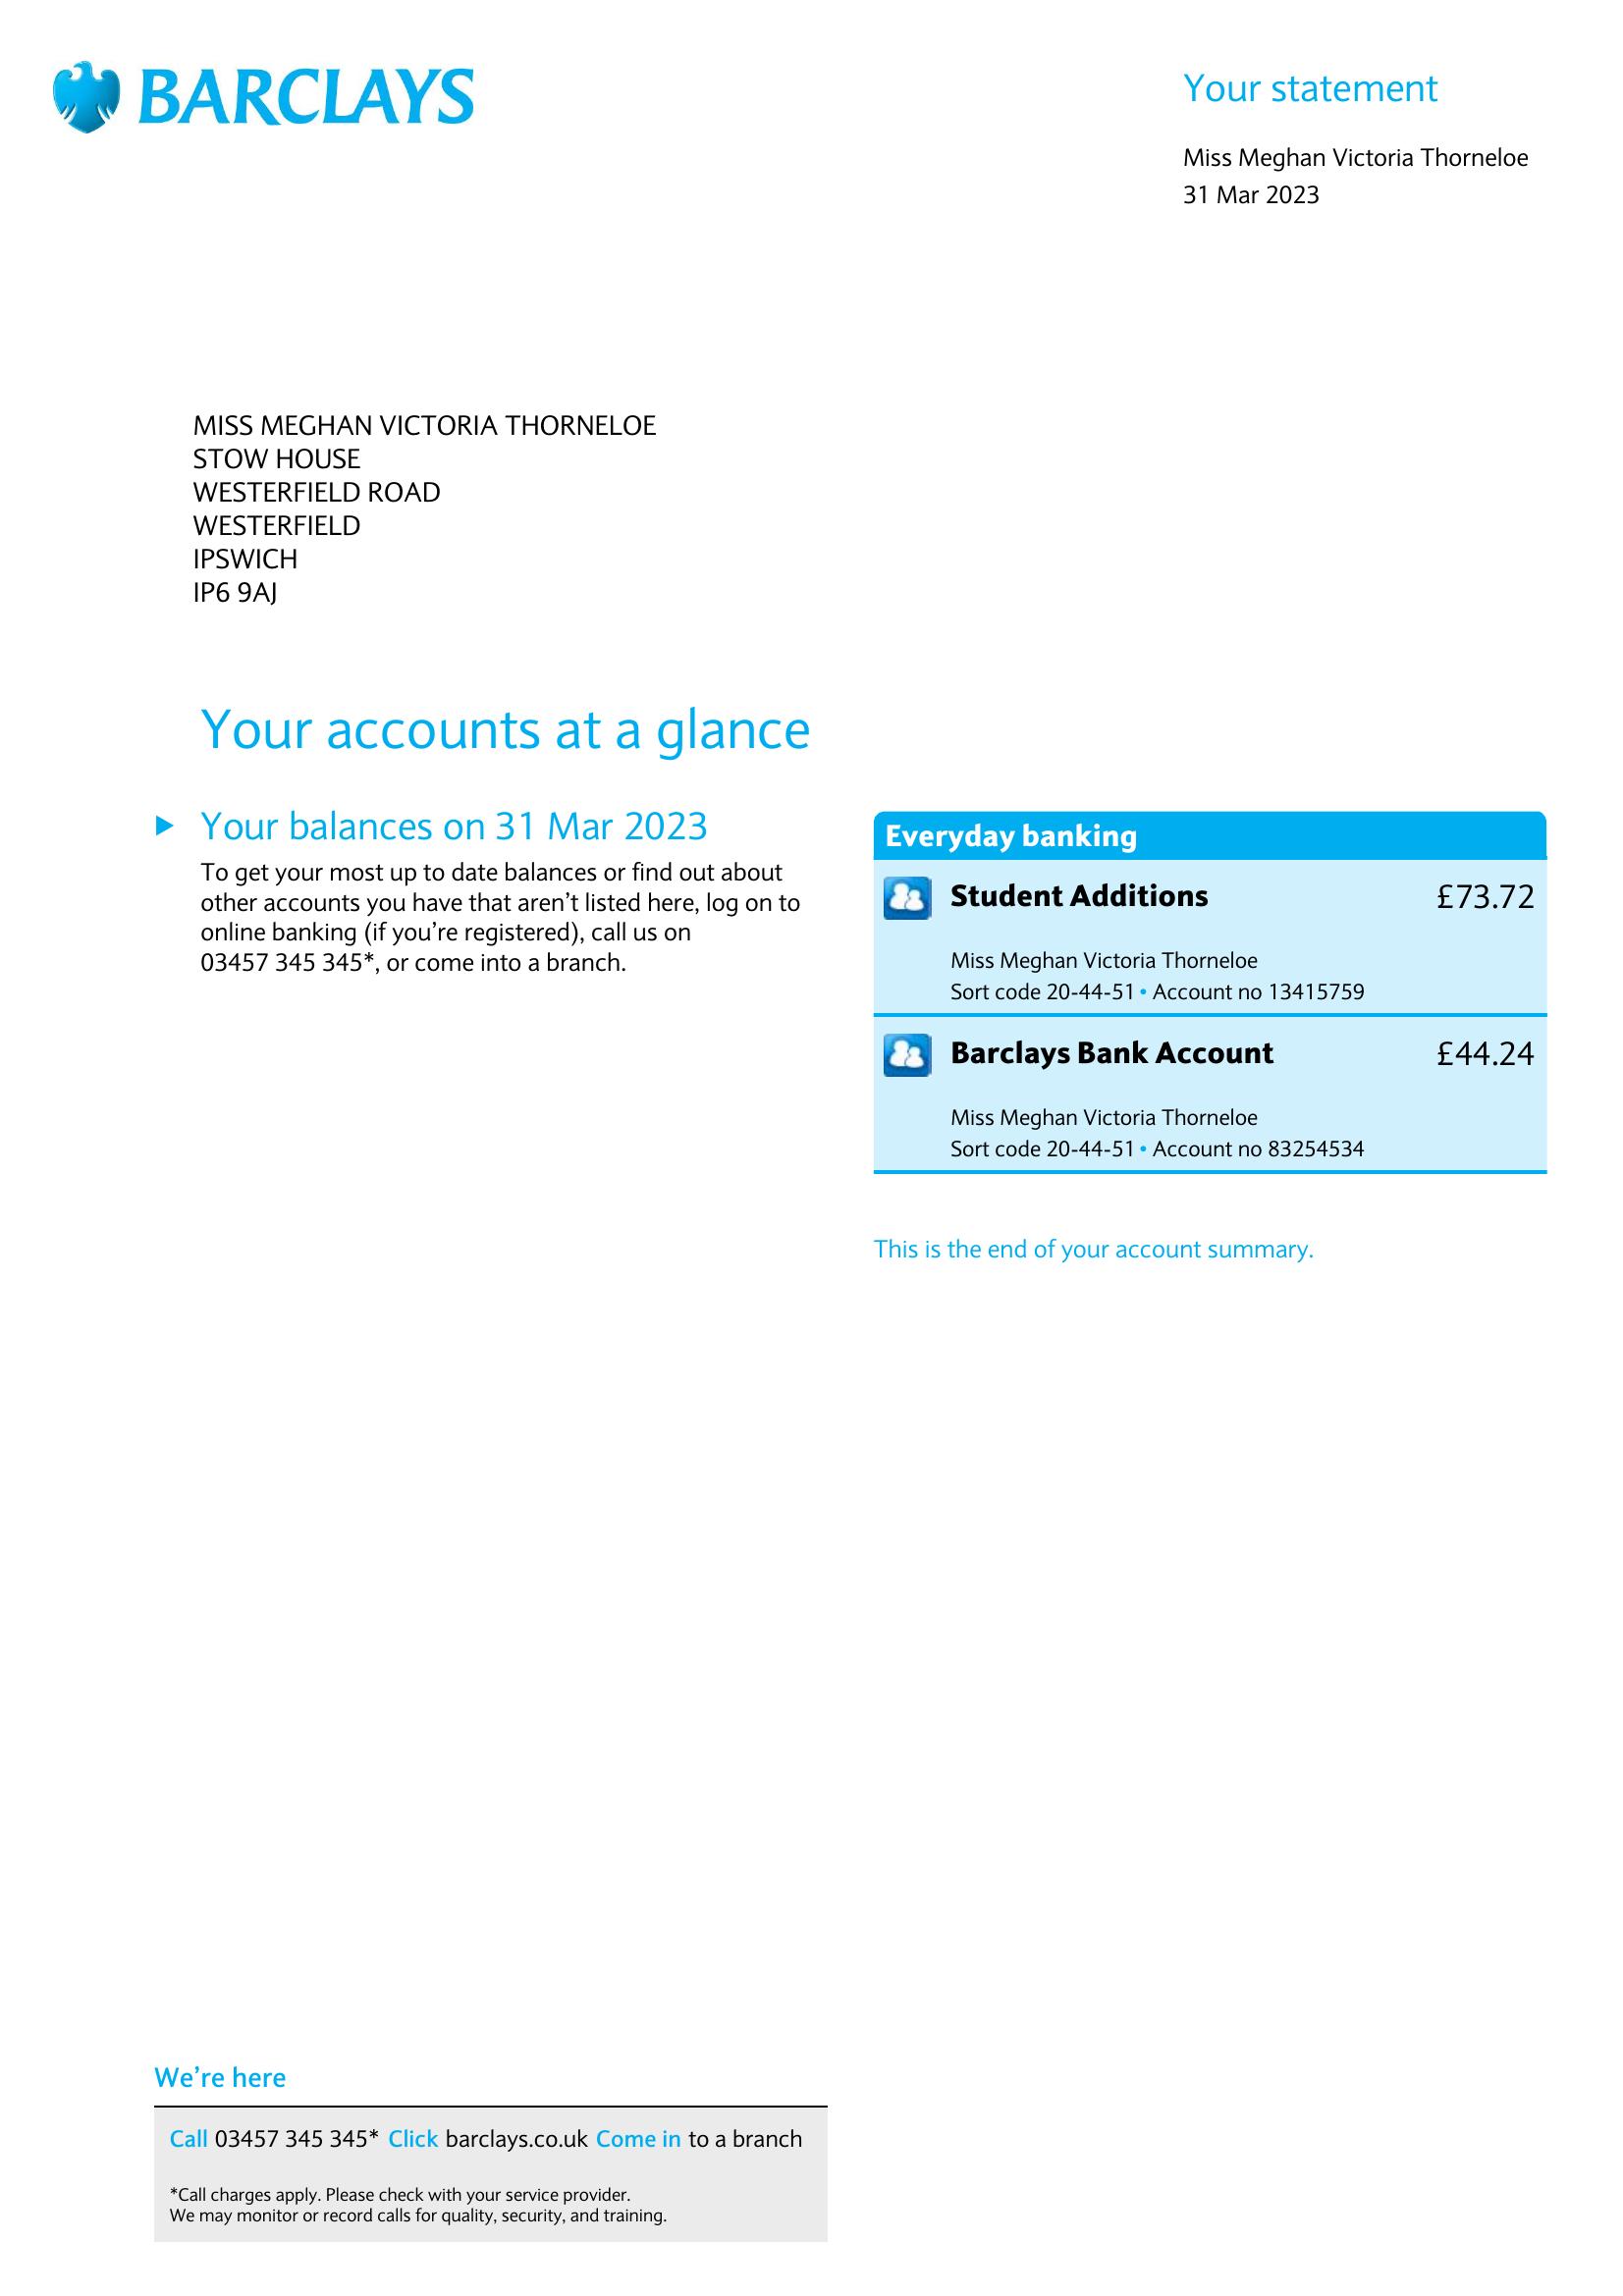 BARCLAYS
Your statement
Miss Meghan Victoria Thorneloe
31 Mar 2023
MISS MEGHAN VICTORIA THORNELOE
STOW HOUSE
WESTERFIELD ROAD
WESTERFIELD
IPSWICH
IP6 9AJ
Your accounts at a glance
Your balances on 31 Mar 2023
To get your most up to date balances or find out about
other accounts you have that aren’t listed here, log on to
online banking (if you’re registered), call us on
03457 345 345*, or come into a branch.
Everyday banking
Student Additions £73.72
Miss Meghan Victoria Thorneloe
Sort code 20-44-51 • Account no 13415759
Barclays Bank Account £44.24
Miss Meghan Victoria Thorneloe
Sort code 20-44-51 • Account no 83254534
This is the end of your account summary.
We’re here
Call 03457 345 345* Click barclays.co.uk Come in to a branch
*Call charges apply. Please check with your service provider.
We may monitor or record calls for quality, security, and training.